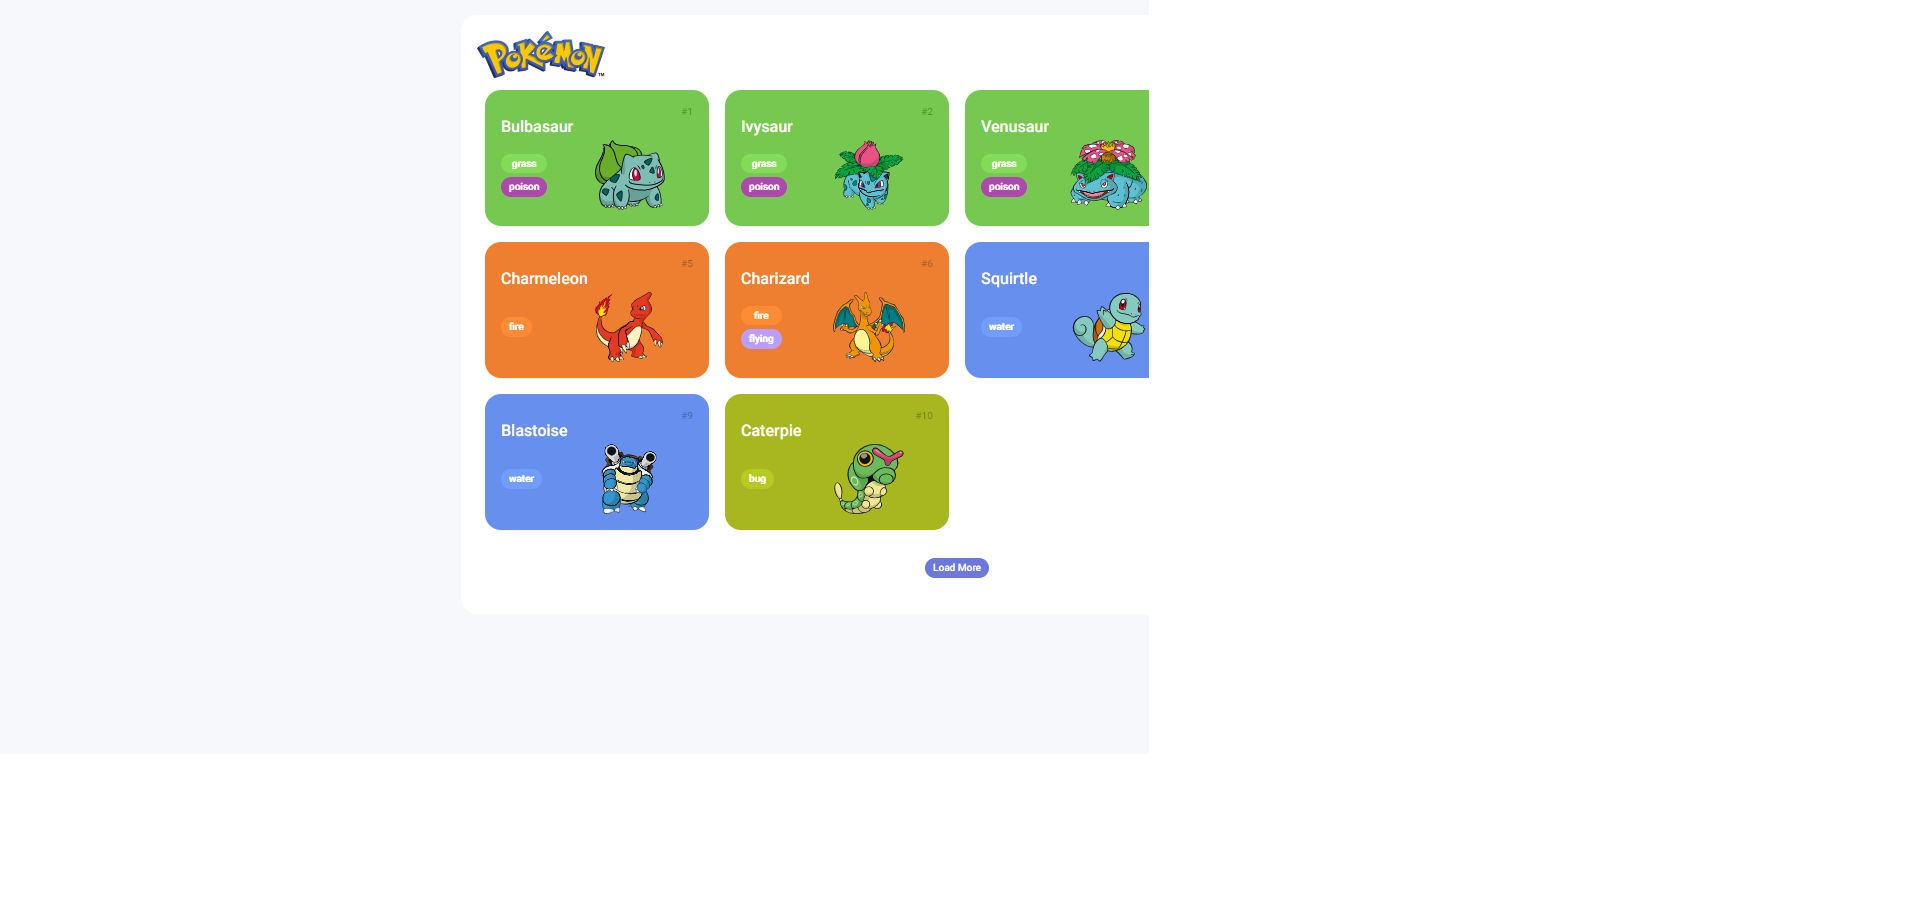 POKéMON
TM
#1
Bulbasaur
grass
poison
#2
Ivysaur
grass
poison
Venusaur
grass
poison
#5
Charmeleon
fire
#6
Charizard
fire
flying
Squirtle
water
#9
Blastoise
water
#10
Caterpie
bug
Load More